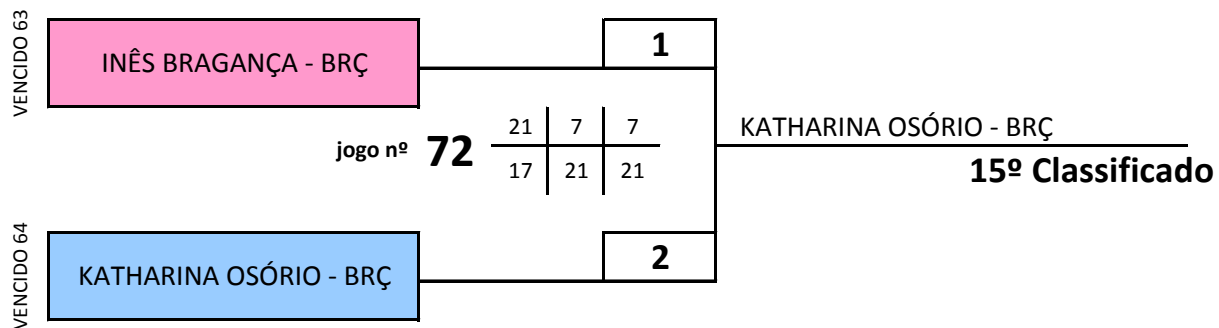 VENCIDO 63
INÊS BRAGANÇA - BRÇ
1
jogo nº 72
21 7 7
17 21 21
KATHARINA OSÓRIO - BRÇ
15º Classificado
VENCIDO 64
KATHARINA OSÓRIO - BRÇ
2